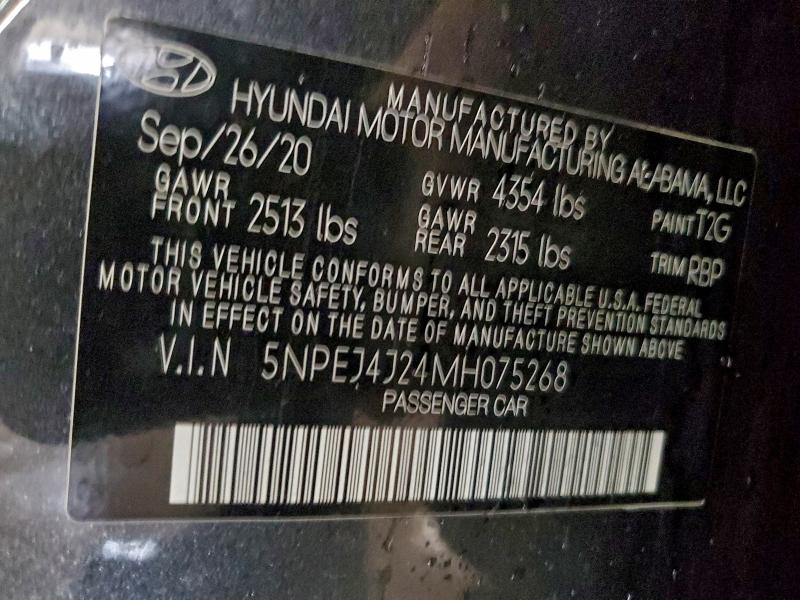 MANUFACTURED BY
HYUNDAI MOTOR MANUFACTURING ALABAMA, LLC
Sep/26/20
GVWR 4354 lbs
PAINT T2G
GAWR FRONT 2513 lbs
GAWR REAR 2315 lbs
TRIM RBP
THIS VEHICLE CONFORMS TO ALL APPLICABLE U.S.A. FEDERAL
MOTOR VEHICLE SAFETY, BUMPER, AND THEFT PREVENTION STANDARDS
IN EFFECT ON THE DATE OF MANUFACTURE SHOWN ABOVE
V.I.N 5NPEJ4J24MH075268
PASSENGER CAR